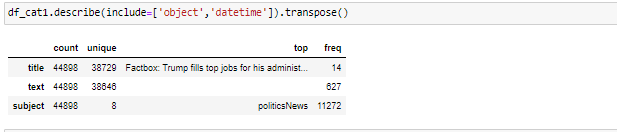 df_cat1.describe(include=['object','datetime']).transpose()
count unique top freq
title 44898 38729 Factbox: Trump fills top jobs for his administ... 14
text 44898 38646 627
subject 44898 8 politicsNews 11272